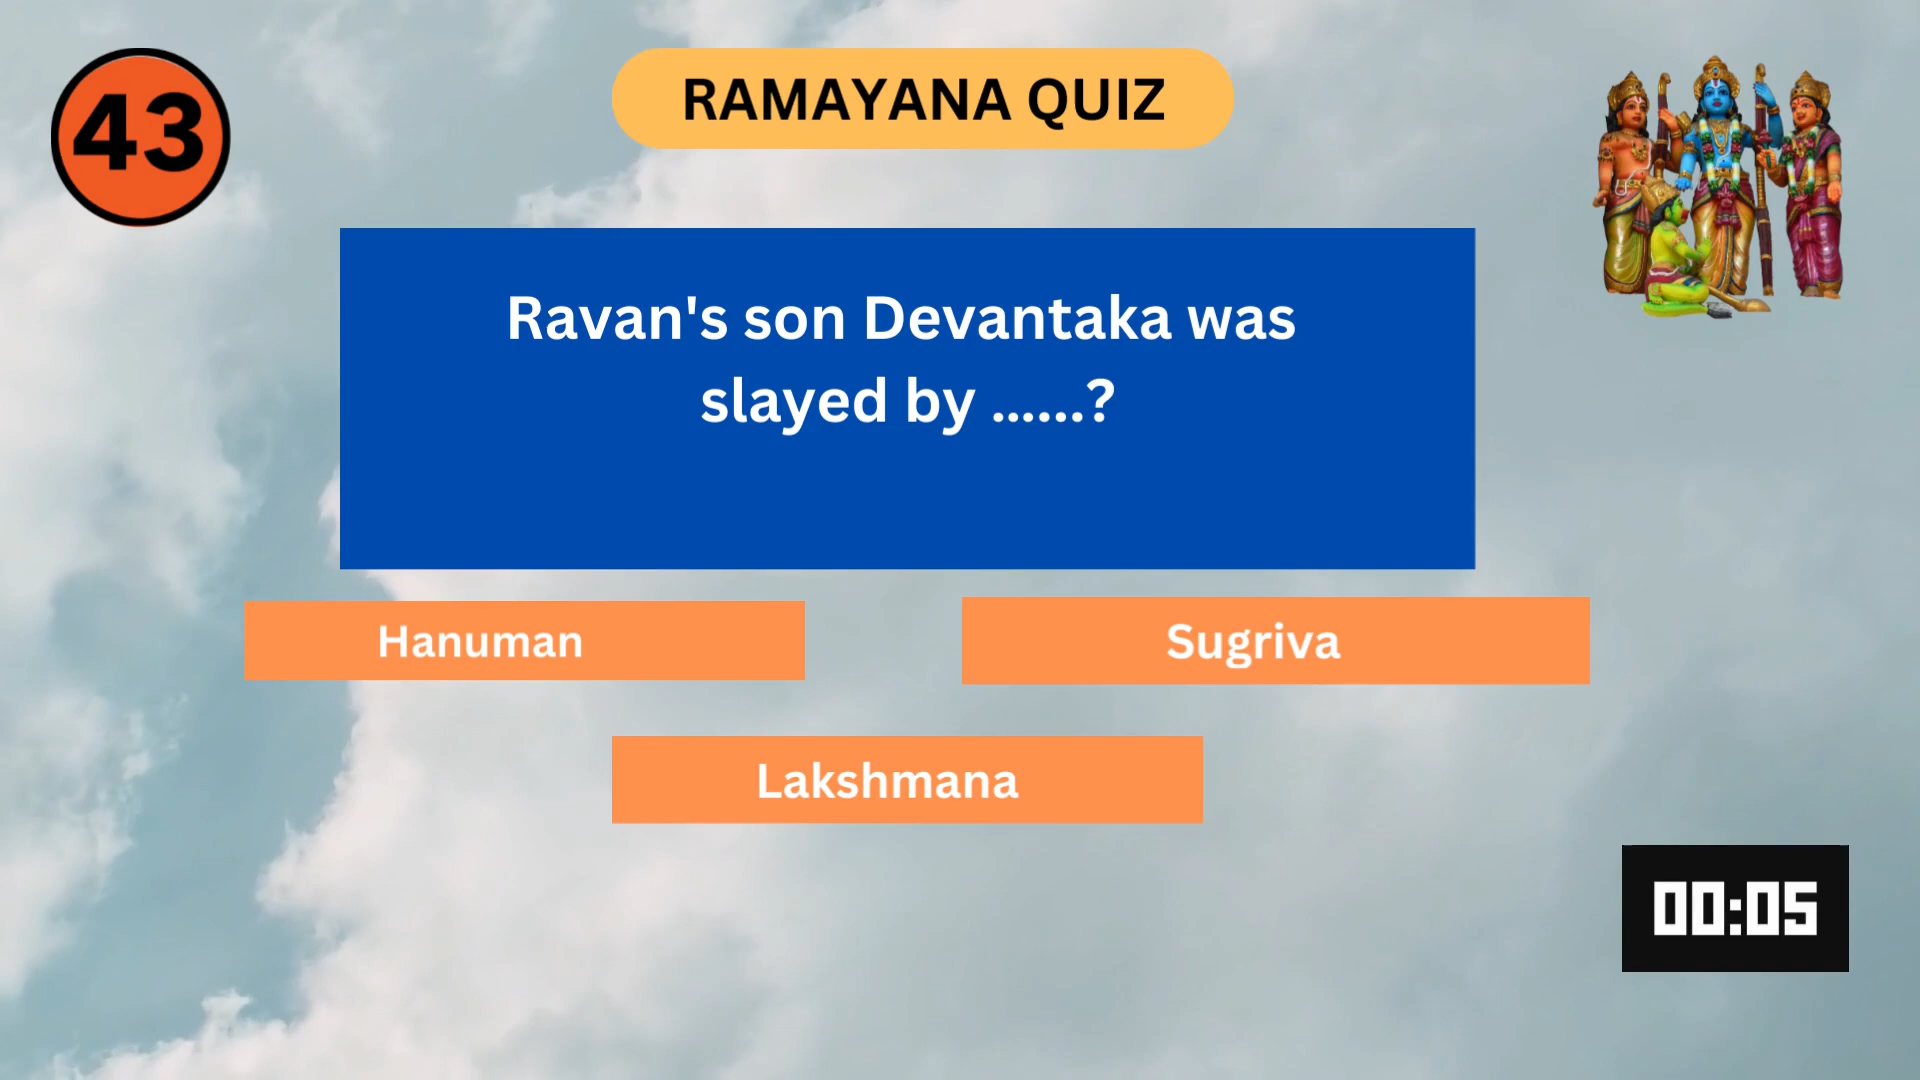 43
RAMAYANA QUIZ
Ravan's son Devantaka was
slayed by ......?
Hanuman
Sugriva
Lakshmana
00:05